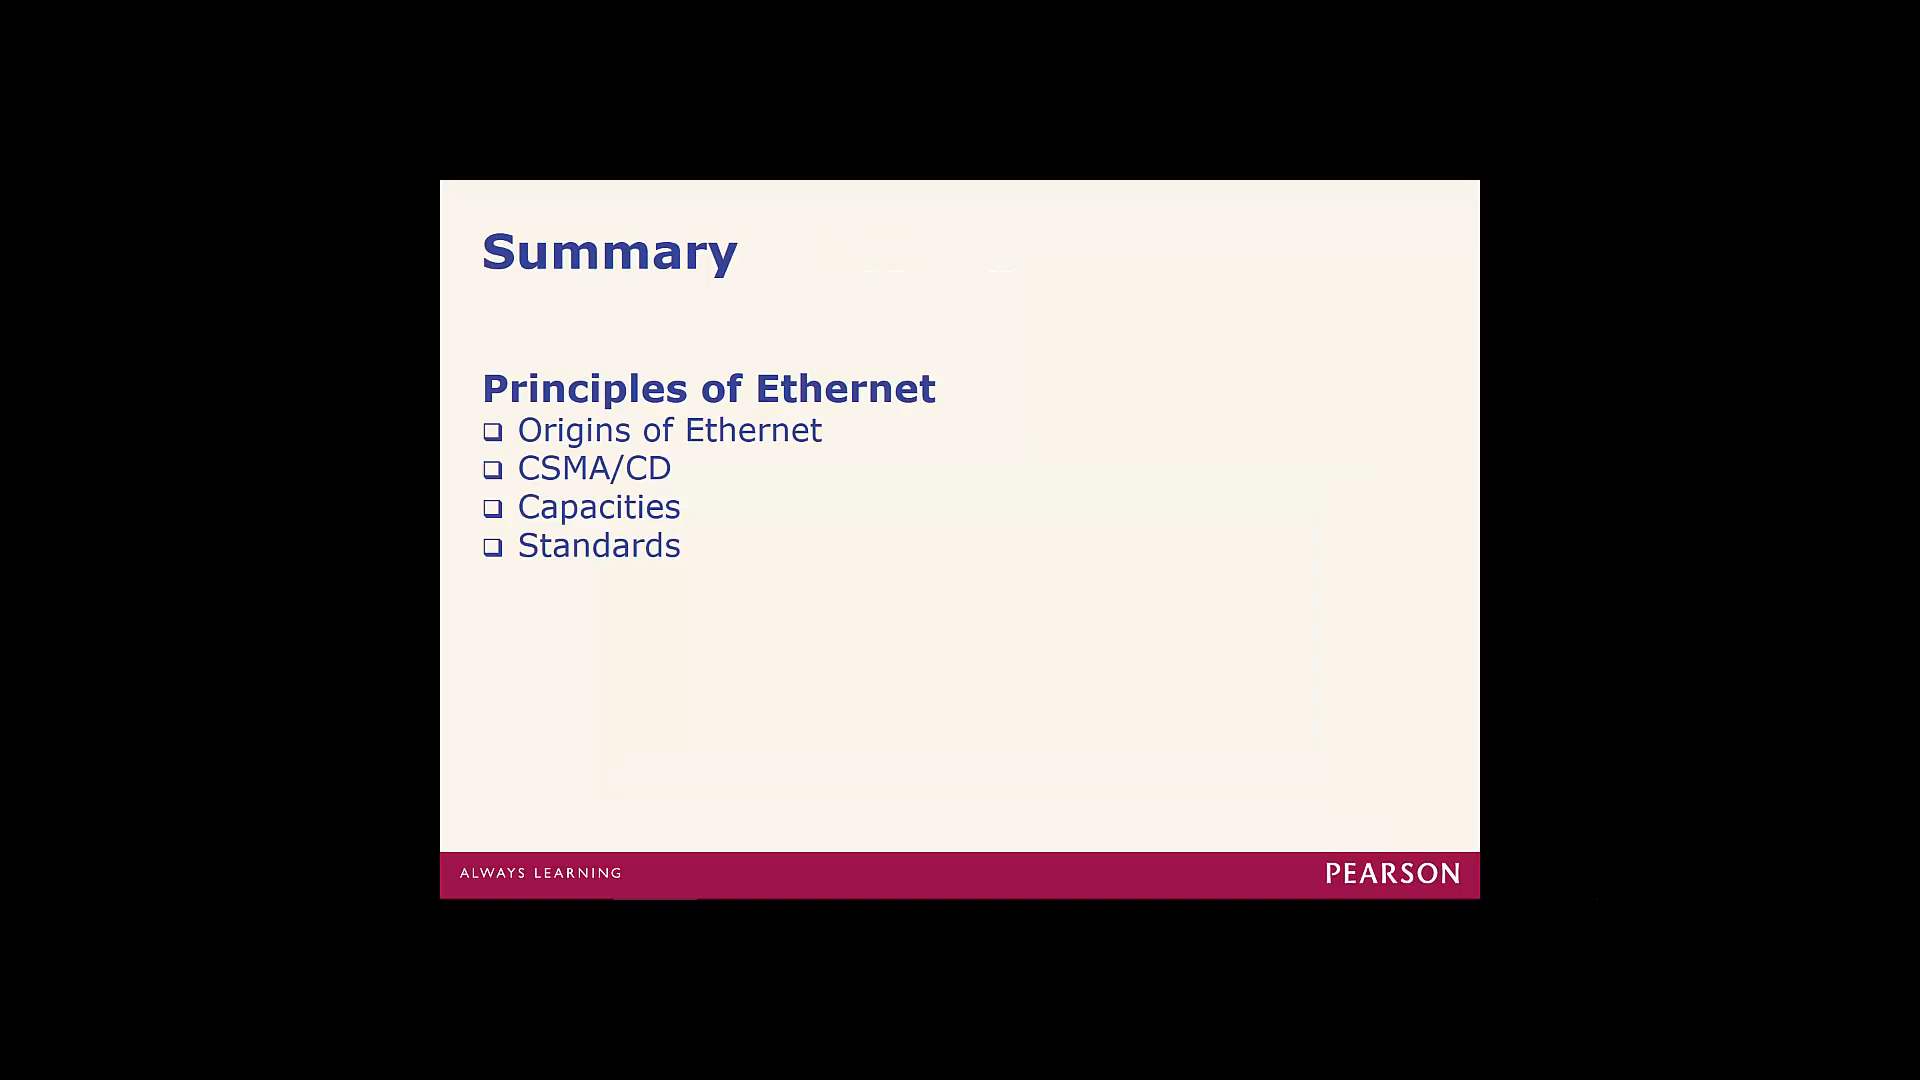 Summary
Principles of Ethernet
❑ Origins of Ethernet
❑ CSMA/CD
❑ Capacities
❑ Standards
ALWAYS LEARNING
PEARSON